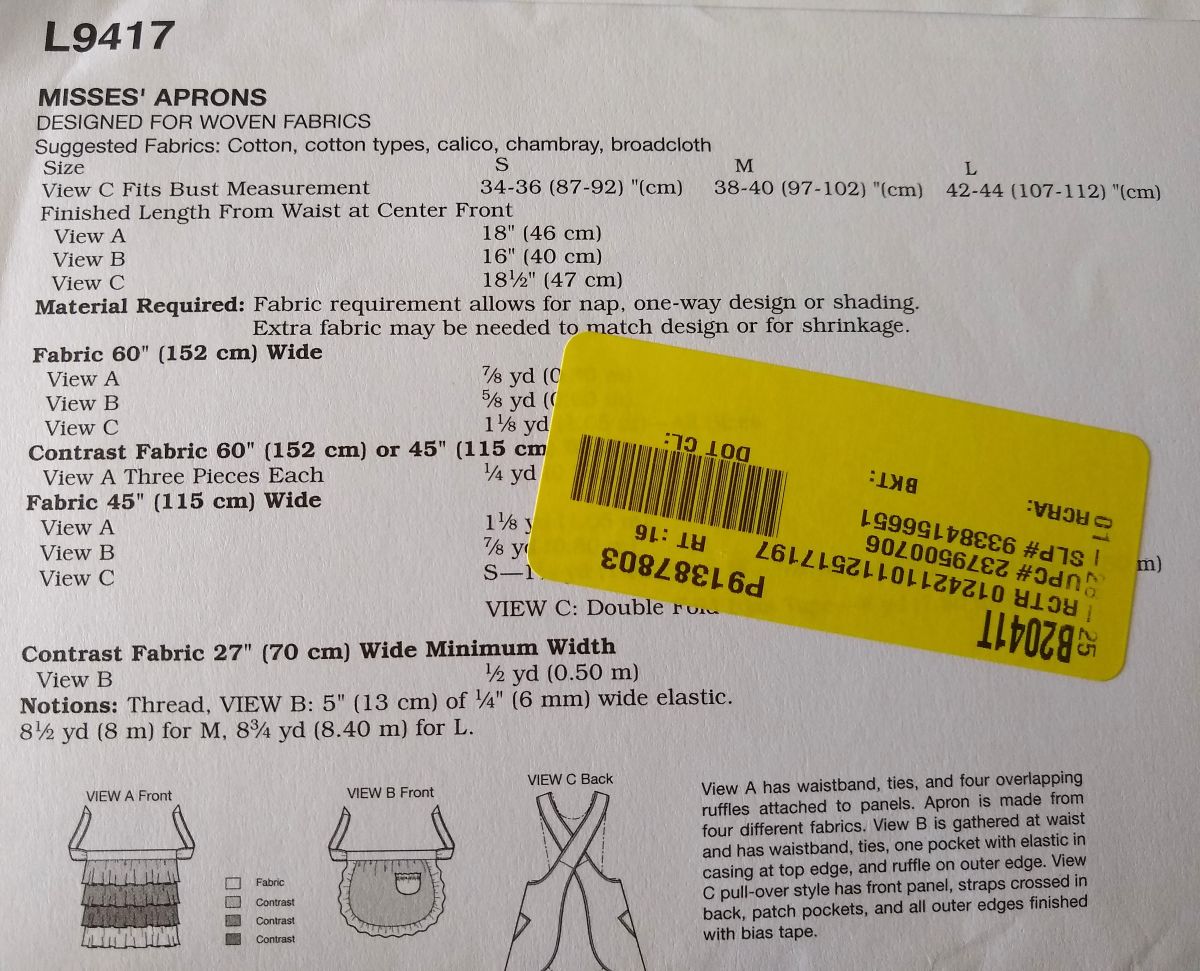 L9417
MISSES' APRONS
DESIGNED FOR WOVEN FABRICS
Suggested Fabrics: Cotton, cotton types, calico, chambray, broadcloth
Size S M L
View C Fits Bust Measurement 34-36 (87-92) "(cm) 38-40 (97-102) "(cm) 42-44 (107-112) "(cm)
Finished Length From Waist at Center Front
View A 18" (46 cm)
View B 16" (40 cm)
View C 18½" (47 cm)
Material Required: Fabric requirement allows for nap, one-way design or shading.
Extra fabric may be needed to match design or for shrinkage.
Fabric 60" (152 cm) Wide
View A ⅞ yd
View B ⅝ yd
View C 1⅛ yd
Contrast Fabric 60" (152 cm) or 45" (115 cm
View A Three Pieces Each ¼ yd
Fabric 45" (115 cm) Wide
View A 1⅛
View B ⅞
View C S—1 m)
VIEW C: Double Fold
Contrast Fabric 27" (70 cm) Wide Minimum Width
View B ½ yd (0.50 m)
Notions: Thread, VIEW B: 5" (13 cm) of ¼" (6 mm) wide elastic.
8½ yd (8 m) for M, 8¾ yd (8.40 m) for L.
B2041T
RCTR 012421101112517197
UPC# 2379500706
SLP# 93384156651
RCRA:
BKT:
P91387803
RT: 16
DOT CL:
VIEW A Front
VIEW B Front
VIEW C Back
Fabric
Contrast
Contrast
Contrast
View A has waistband, ties, and four overlapping
ruffles attached to panels. Apron is made from
four different fabrics. View B is gathered at waist
and has waistband, ties, one pocket with elastic in
casing at top edge, and ruffle on outer edge. View
C pull-over style has front panel, straps crossed in
back, patch pockets, and all outer edges finished
with bias tape.